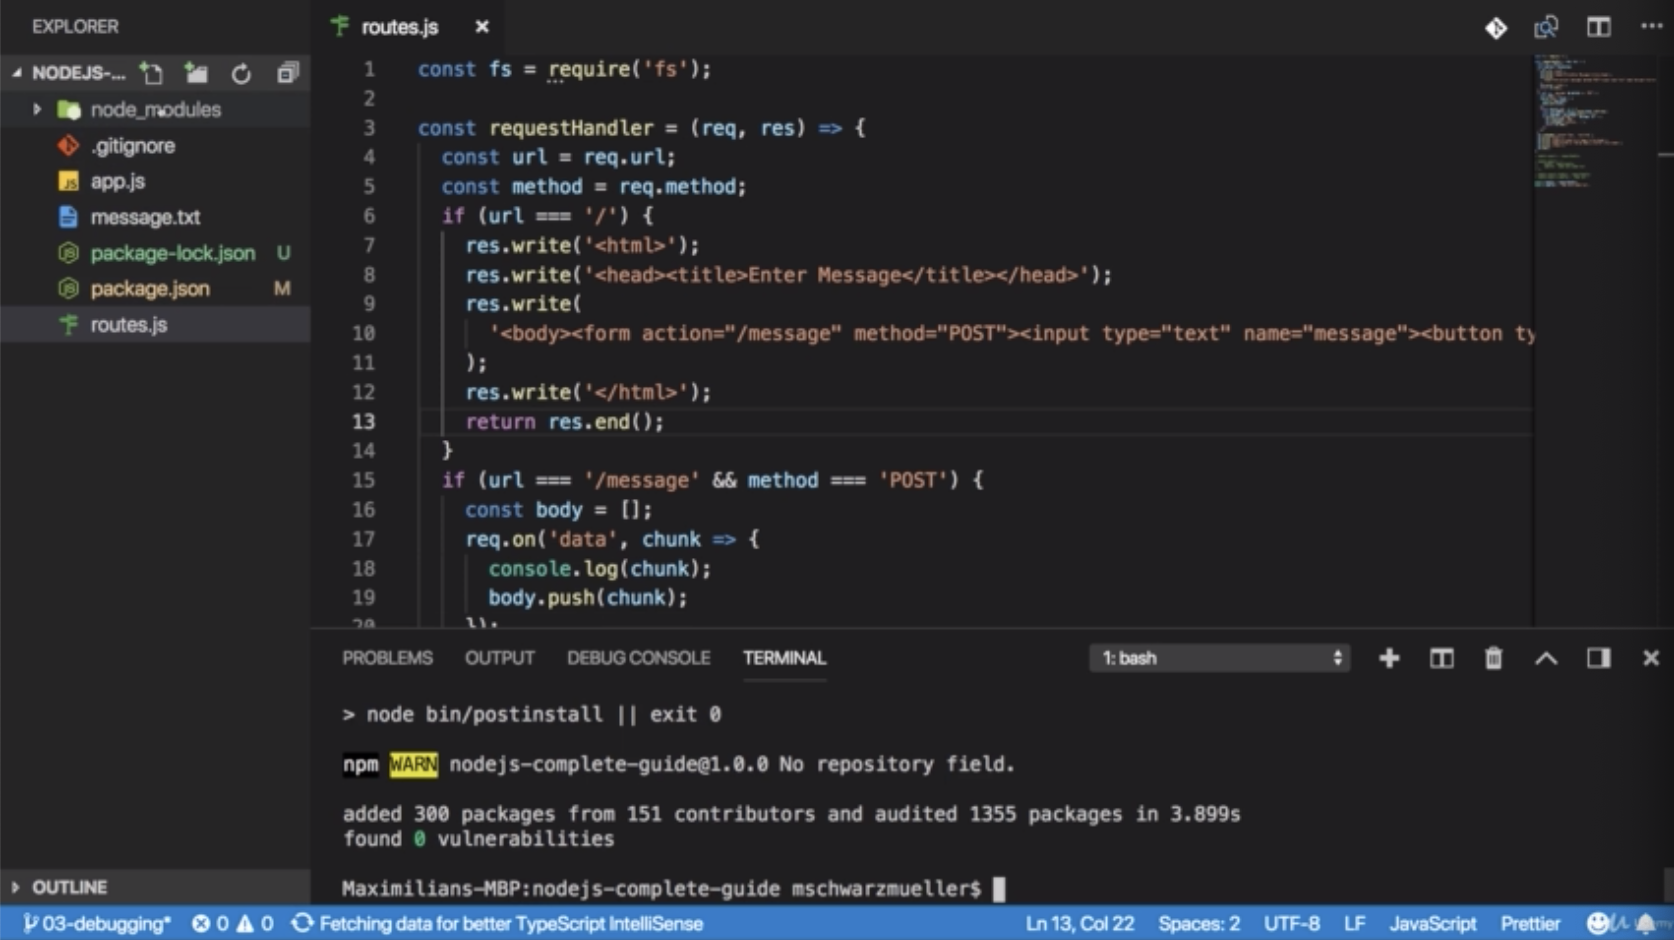 EXPLORER
NODEJS-...
node_modules
.gitignore
app.js
message.txt
package-lock.json U
package.json M
routes.js
OUTLINE
routes.js
1 const fs = require('fs');
2
3 const requestHandler = (req, res) => {
4 const url = req.url;
5 const method = req.method;
6 if (url === '/') {
7 res.write('<html>');
8 res.write('<head><title>Enter Message</title></head>');
9 res.write(
10 '<body><form action="/message" method="POST"><input type="text" name="message"><button ty
11 );
12 res.write('</html>');
13 return res.end();
14 }
15 if (url === '/message' && method === 'POST') {
16 const body = [];
17 req.on('data', chunk => {
18 console.log(chunk);
19 body.push(chunk);
20 });
PROBLEMS OUTPUT DEBUG CONSOLE TERMINAL 1: bash
> node bin/postinstall || exit 0
npm WARN nodejs-complete-guide@1.0.0 No repository field.
added 300 packages from 151 contributors and audited 1355 packages in 3.899s
found 0 vulnerabilities
Maximilians-MBP:nodejs-complete-guide mschwarzmueller$
03-debugging* 0 0 Fetching data for better TypeScript IntelliSense Ln 13, Col 22 Spaces: 2 UTF-8 LF JavaScript Prettier